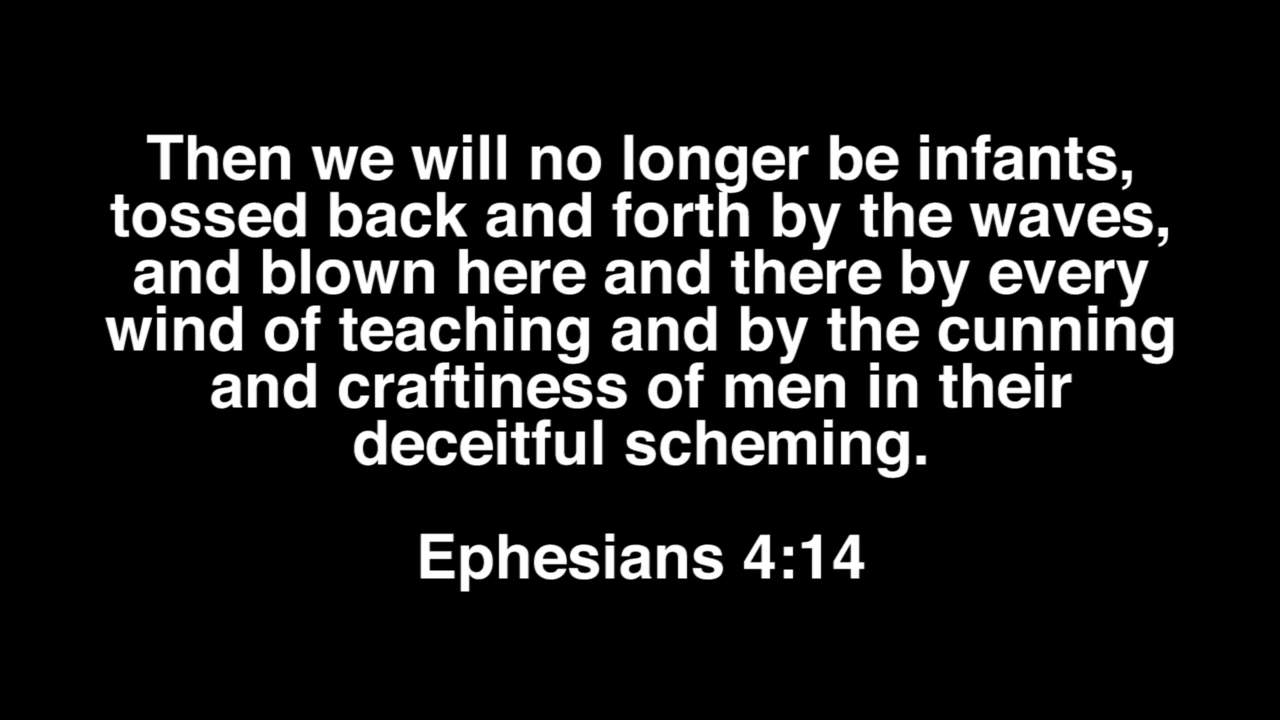 Then we will no longer be infants,
tossed back and forth by the waves,
and blown here and there by every
wind of teaching and by the cunning
and craftiness of men in their
deceitful scheming.
Ephesians 4:14